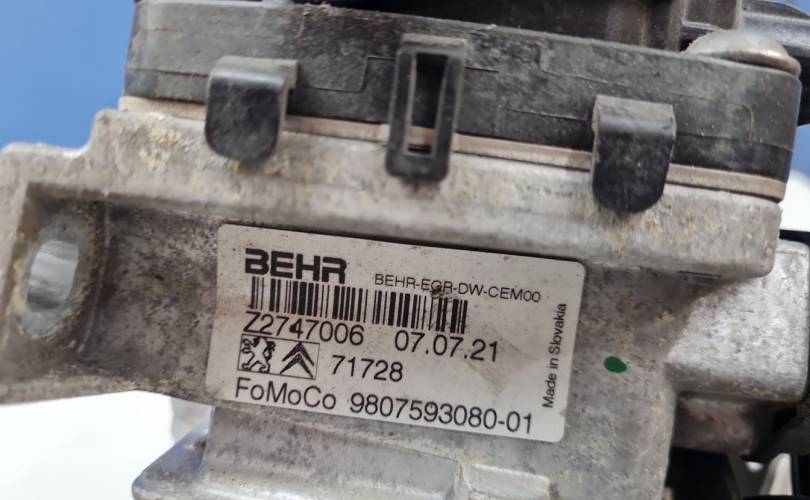 BEHR BEHR-EGR-DW-CEM00
Z2747006 07.07.21
71728
FoMoCo 9807593080-01
Made in Slovakia